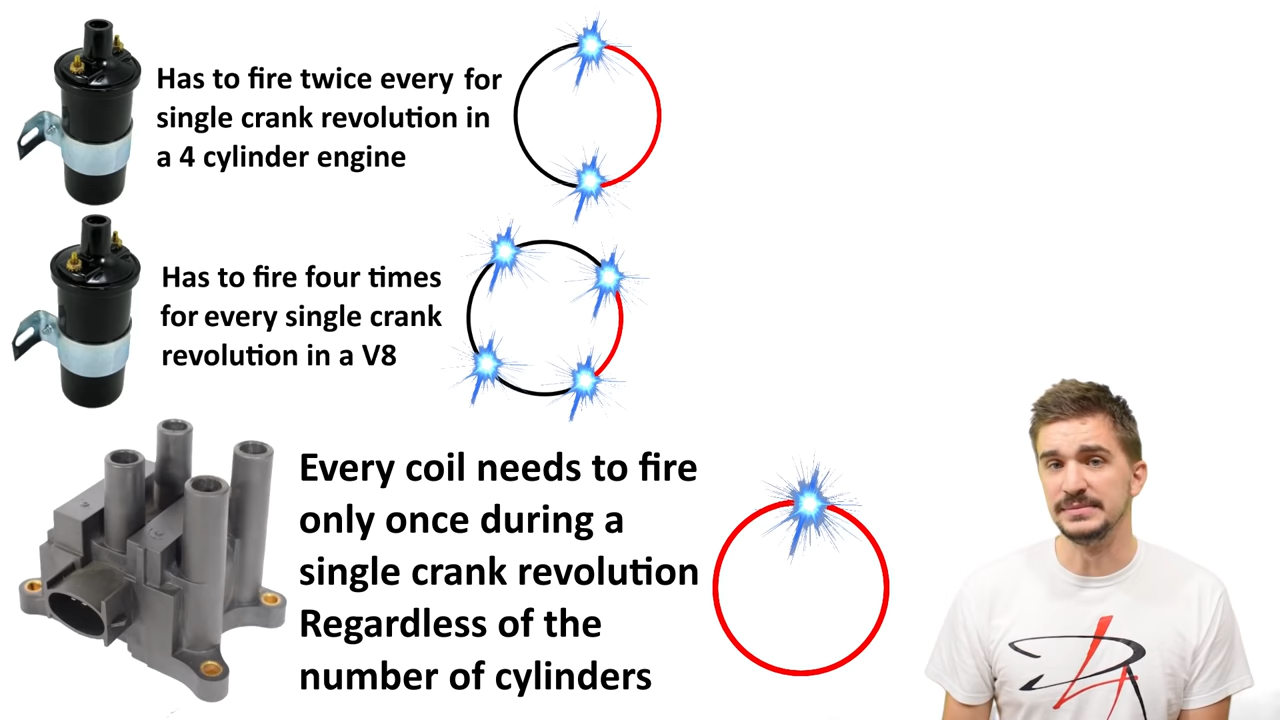 Has to fire twice every for
single crank revolution in
a 4 cylinder engine
Has to fire four times
for every single crank
revolution in a V8
Every coil needs to fire
only once during a
single crank revolution
Regardless of the
number of cylinders